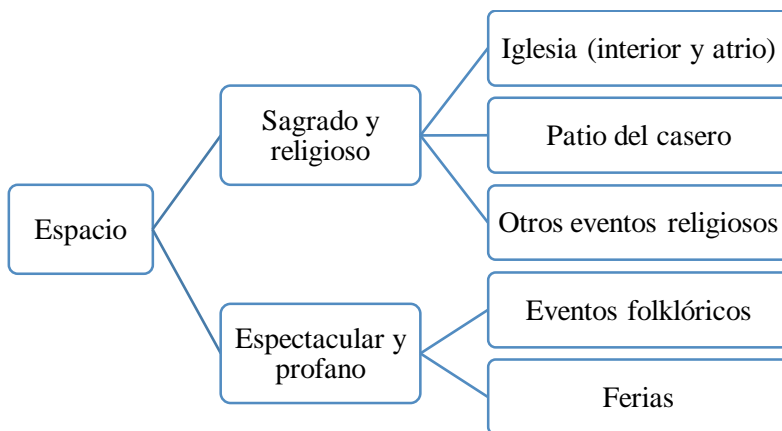 Espacio
Sagrado y
religioso
Iglesia (interior y atrio)
Patio del casero
Otros eventos religiosos
Espectacular y
profano
Eventos folklóricos
Ferias